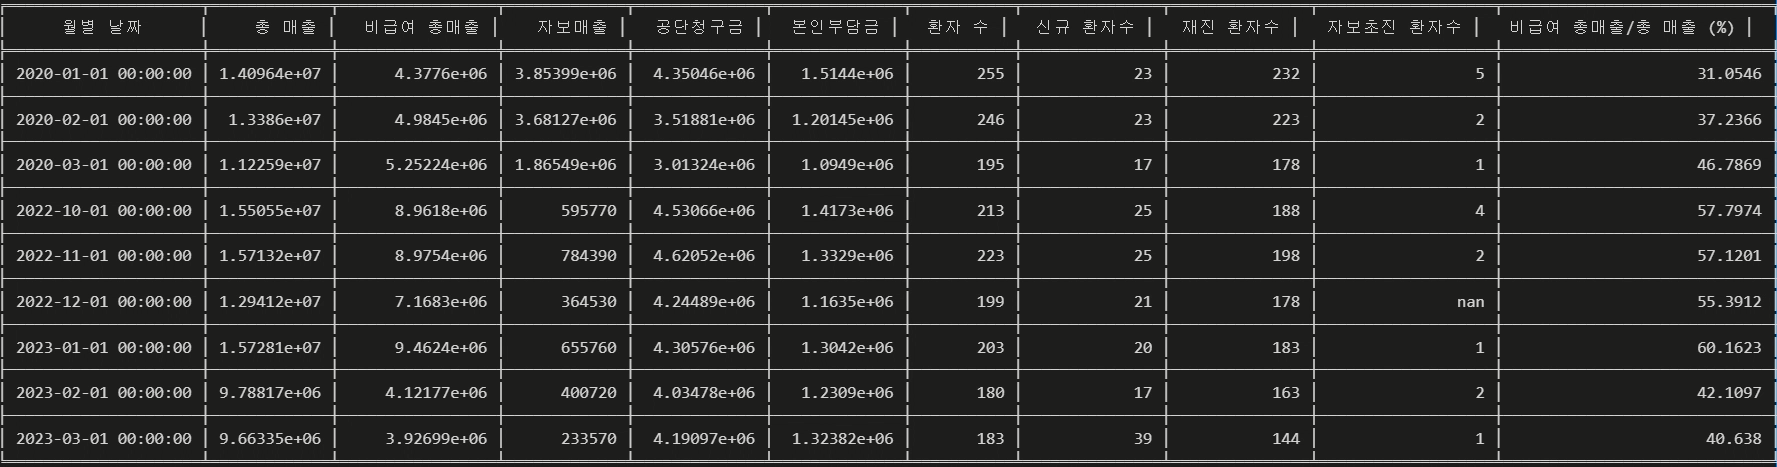 월별 날짜 총 매출 비급여 총매출 자보매출 공단청구금 본인부담금 환자 수 신규 환자수 재진 환자수 자보초진 환자수 비급여 총매출/총 매출 (%)
2020-01-01 00:00:00 1.40964e+07 4.3776e+06 3.85399e+06 4.35046e+06 1.5144e+06 255 23 232 5 31.0546
2020-02-01 00:00:00 1.3386e+07 4.9845e+06 3.68127e+06 3.51881e+06 1.20145e+06 246 23 223 2 37.2366
2020-03-01 00:00:00 1.12259e+07 5.25224e+06 1.86549e+06 3.01324e+06 1.0949e+06 195 17 178 1 46.7869
2022-10-01 00:00:00 1.55055e+07 8.9618e+06 595770 4.53066e+06 1.4173e+06 213 25 188 4 57.7974
2022-11-01 00:00:00 1.57132e+07 8.9754e+06 784390 4.62052e+06 1.3329e+06 223 25 198 2 57.1201
2022-12-01 00:00:00 1.29412e+07 7.1683e+06 364530 4.24489e+06 1.1635e+06 199 21 178 nan 55.3912
2023-01-01 00:00:00 1.57281e+07 9.4624e+06 655760 4.30576e+06 1.3042e+06 203 20 183 1 60.1623
2023-02-01 00:00:00 9.78817e+06 4.12177e+06 400720 4.03478e+06 1.2309e+06 180 17 163 2 42.1097
2023-03-01 00:00:00 9.66335e+06 3.92699e+06 233570 4.19097e+06 1.32382e+06 183 39 144 1 40.638